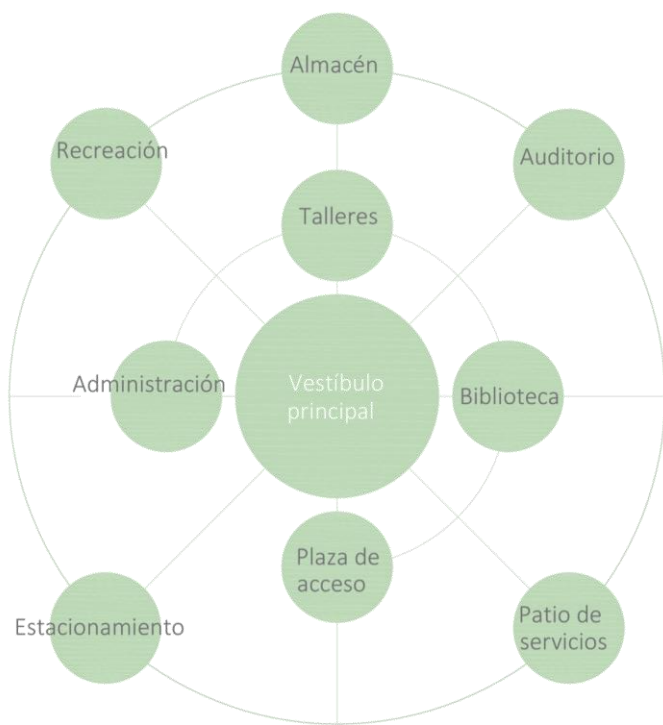 Almacén
Recreación
Auditorio
Talleres
Administración
Vestíbulo
principal
Biblioteca
Plaza de
acceso
Estacionamiento
Patio de
servicios